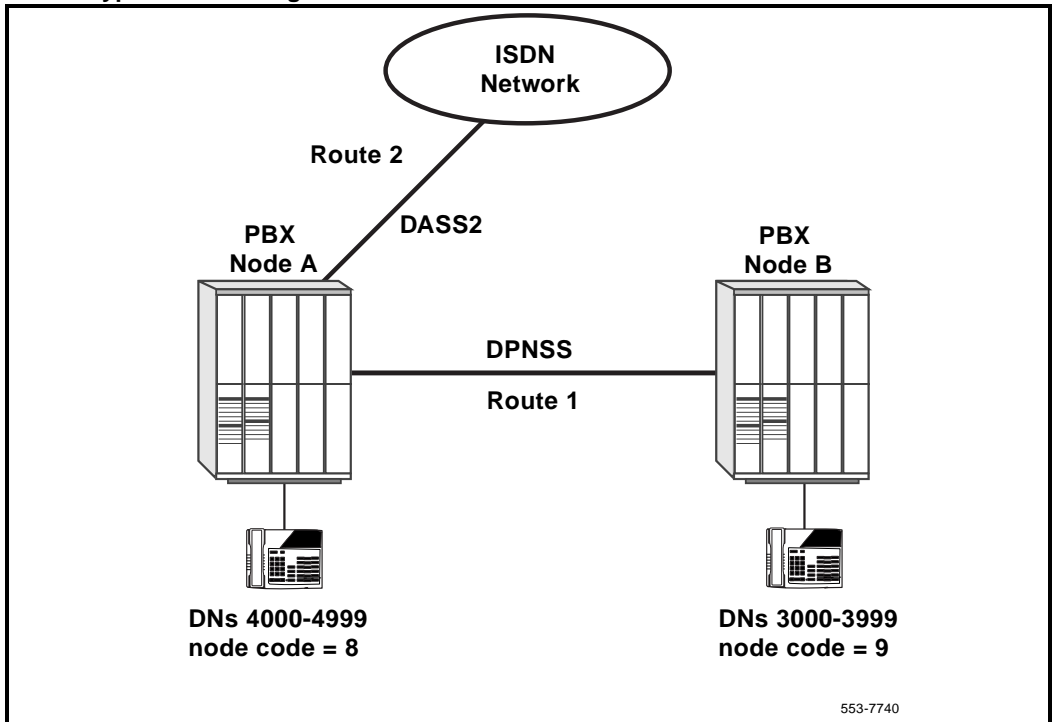 ISDN
Network
Route 2
DASS2
PBX
Node A
PBX
Node B
DPNSS
Route 1
DNs 4000-4999
node code = 8
DNs 3000-3999
node code = 9
553-7740